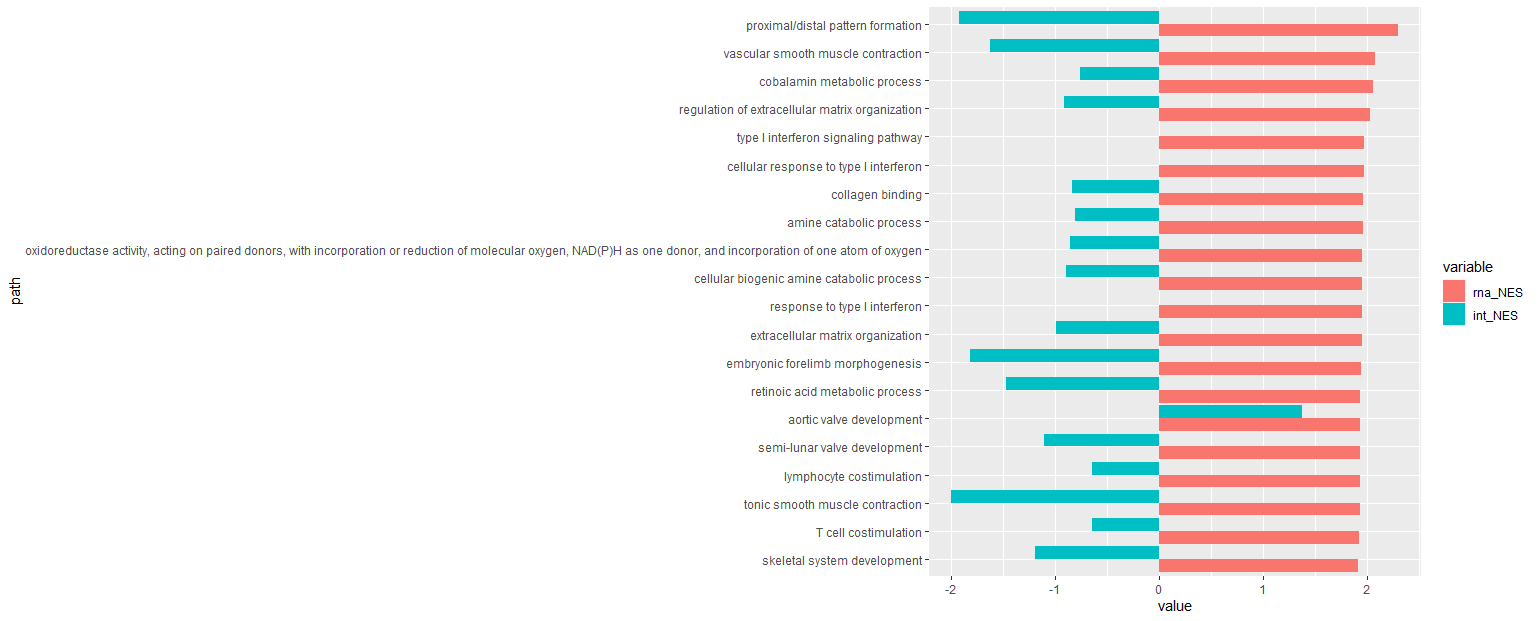 proximal/distal pattern formation
vascular smooth muscle contraction
cobalamin metabolic process
regulation of extracellular matrix organization
type I interferon signaling pathway
cellular response to type I interferon
collagen binding
amine catabolic process
oxidoreductase activity, acting on paired donors, with incorporation or reduction of molecular oxygen, NAD(P)H as one donor, and incorporation of one atom of oxygen
cellular biogenic amine catabolic process
response to type I interferon
extracellular matrix organization
embryonic forelimb morphogenesis
retinoic acid metabolic process
aortic valve development
semi-lunar valve development
lymphocyte costimulation
tonic smooth muscle contraction
T cell costimulation
skeletal system development
path
-2 -1 0 1 2
value
variable
rna_NES
int_NES